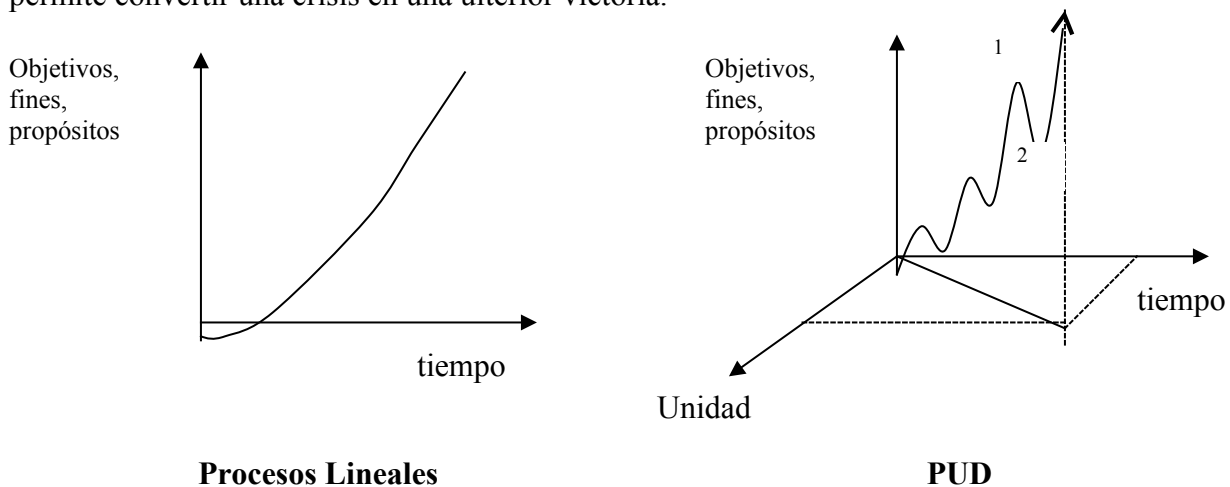 permite convertir una crisis en una ulterior victoria.
Objetivos,
fines,
propósitos
tiempo
Procesos Lineales
Objetivos,
fines,
propósitos
1
2
tiempo
Unidad
PUD